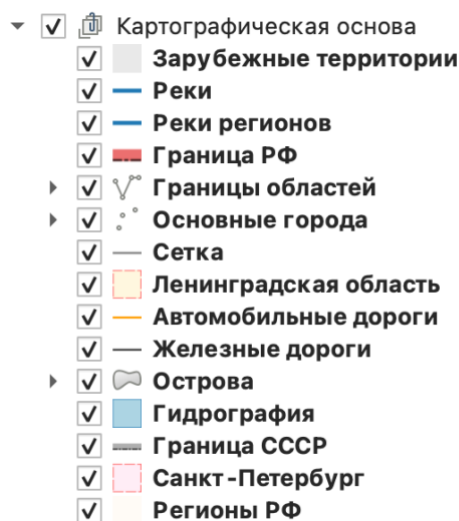 Картографическая основа
Зарубежные территории
Реки
Реки регионов
Граница РФ
Границы областей
Основные города
Сетка
Ленинградская область
Автомобильные дороги
Железные дороги
Острова
Гидрография
Граница СССР
Санкт-Петербург
Регионы РФ